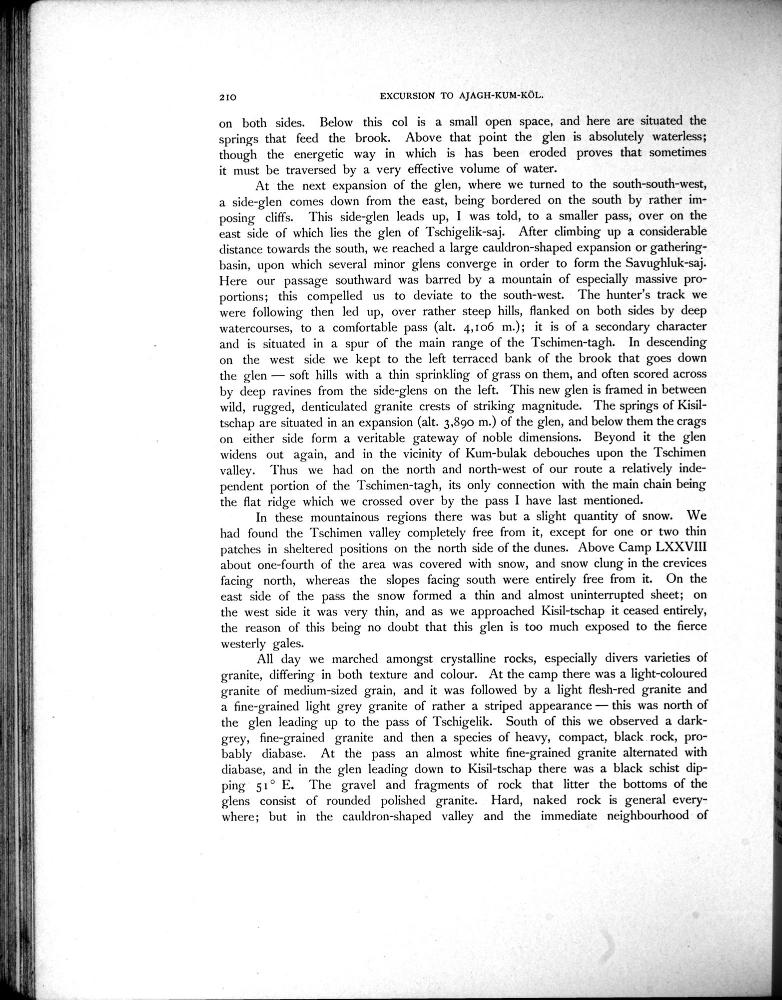 210 EXCURSION TO AJAGH-KUM-KÖL.
on both sides. Below this col is a small open space, and here are situated the
springs that feed the brook. Above that point the glen is absolutely waterless;
though the energetic way in which is has been eroded proves that sometimes
it must be traversed by a very effective volume of water.
At the next expansion of the glen, where we turned to the south-south-west,
a side-glen comes down from the east, being bordered on the south by rather im-
posing cliffs. This side-glen leads up, I was told, to a smaller pass, over on the
east side of which lies the glen of Tschigelik-saj. After climbing up a considerable
distance towards the south, we reached a large cauldron-shaped expansion or gathering-
basin, upon which several minor glens converge in order to form the Savughluk-saj.
Here our passage southward was barred by a mountain of especially massive pro-
portions; this compelled us to deviate to the south-west. The hunter's track we
were following then led up, over rather steep hills, flanked on both sides by deep
watercourses, to a comfortable pass (alt. 4,106 m.); it is of a secondary character
and is situated in a spur of the main range of the Tschimen-tagh. In descending
on the west side we kept to the left terraced bank of the brook that goes down
the glen — soft hills with a thin sprinkling of grass on them, and often scored across
by deep ravines from the side-glens on the left. This new glen is framed in between
wild, rugged, denticulated granite crests of striking magnitude. The springs of Kisil-
tschap are situated in an expansion (alt. 3,890 m.) of the glen, and below them the crags
on either side form a veritable gateway of noble dimensions. Beyond it the glen
widens out again, and in the vicinity of Kum-bulak debouches upon the Tschimen
valley. Thus we had on the north and north-west of our route a relatively inde-
pendent portion of the Tschimen-tagh, its only connection with the main chain being
the flat ridge which we crossed over by the pass I have last mentioned.
In these mountainous regions there was but a slight quantity of snow. We
had found the Tschimen valley completely free from it, except for one or two thin
patches in sheltered positions on the north side of the dunes. Above Camp LXXVIII
about one-fourth of the area was covered with snow, and snow clung in the crevices
facing north, whereas the slopes facing south were entirely free from it. On the
east side of the pass the snow formed a thin and almost uninterrupted sheet; on
the west side it was very thin, and as we approached Kisil-tschap it ceased entirely,
the reason of this being no doubt that this glen is too much exposed to the fierce
westerly gales.
All day we marched amongst crystalline rocks, especially divers varieties of
granite, differing in both texture and colour. At the camp there was a light-coloured
granite of medium-sized grain, and it was followed by a light flesh-red granite and
a fine-grained light grey granite of rather a striped appearance — this was north of
the glen leading up to the pass of Tschigelik. South of this we observed a dark-
grey, fine-grained granite and then a species of heavy, compact, black rock, pro-
bably diabase. At the pass an almost white fine-grained granite alternated with
diabase, and in the glen leading down to Kisil-tschap there was a black schist dip-
ping 51° E. The gravel and fragments of rock that litter the bottoms of the
glens consist of rounded polished granite. Hard, naked rock is general every-
where; but in the cauldron-shaped valley and the immediate neighbourhood of